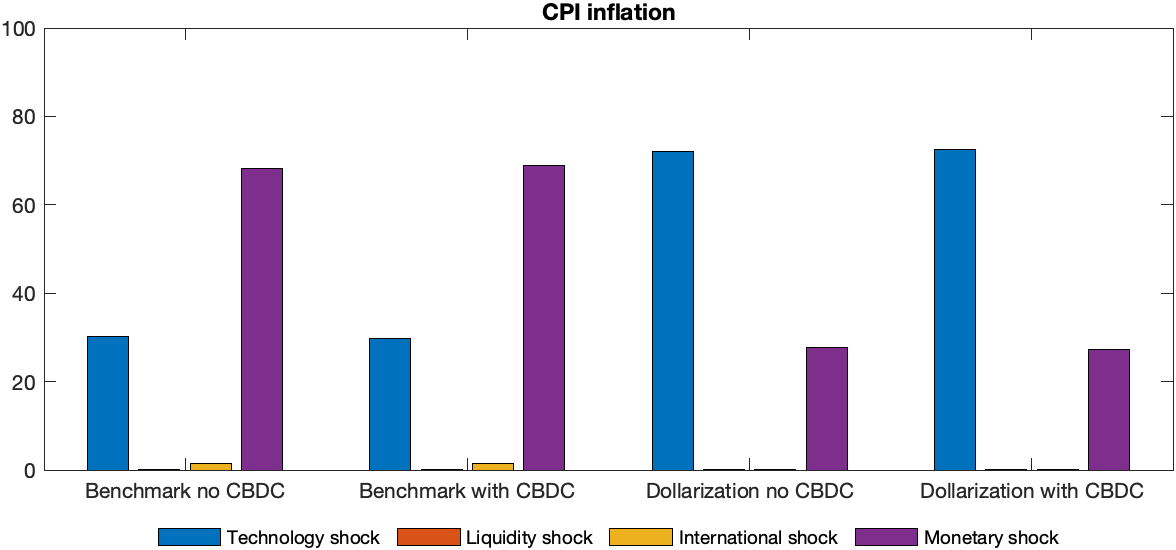 CPI inflation
100
80
60
40
20
0
Benchmark no CBDC Benchmark with CBDC Dollarization no CBDC Dollarization with CBDC
Technology shock Liquidity shock International shock Monetary shock